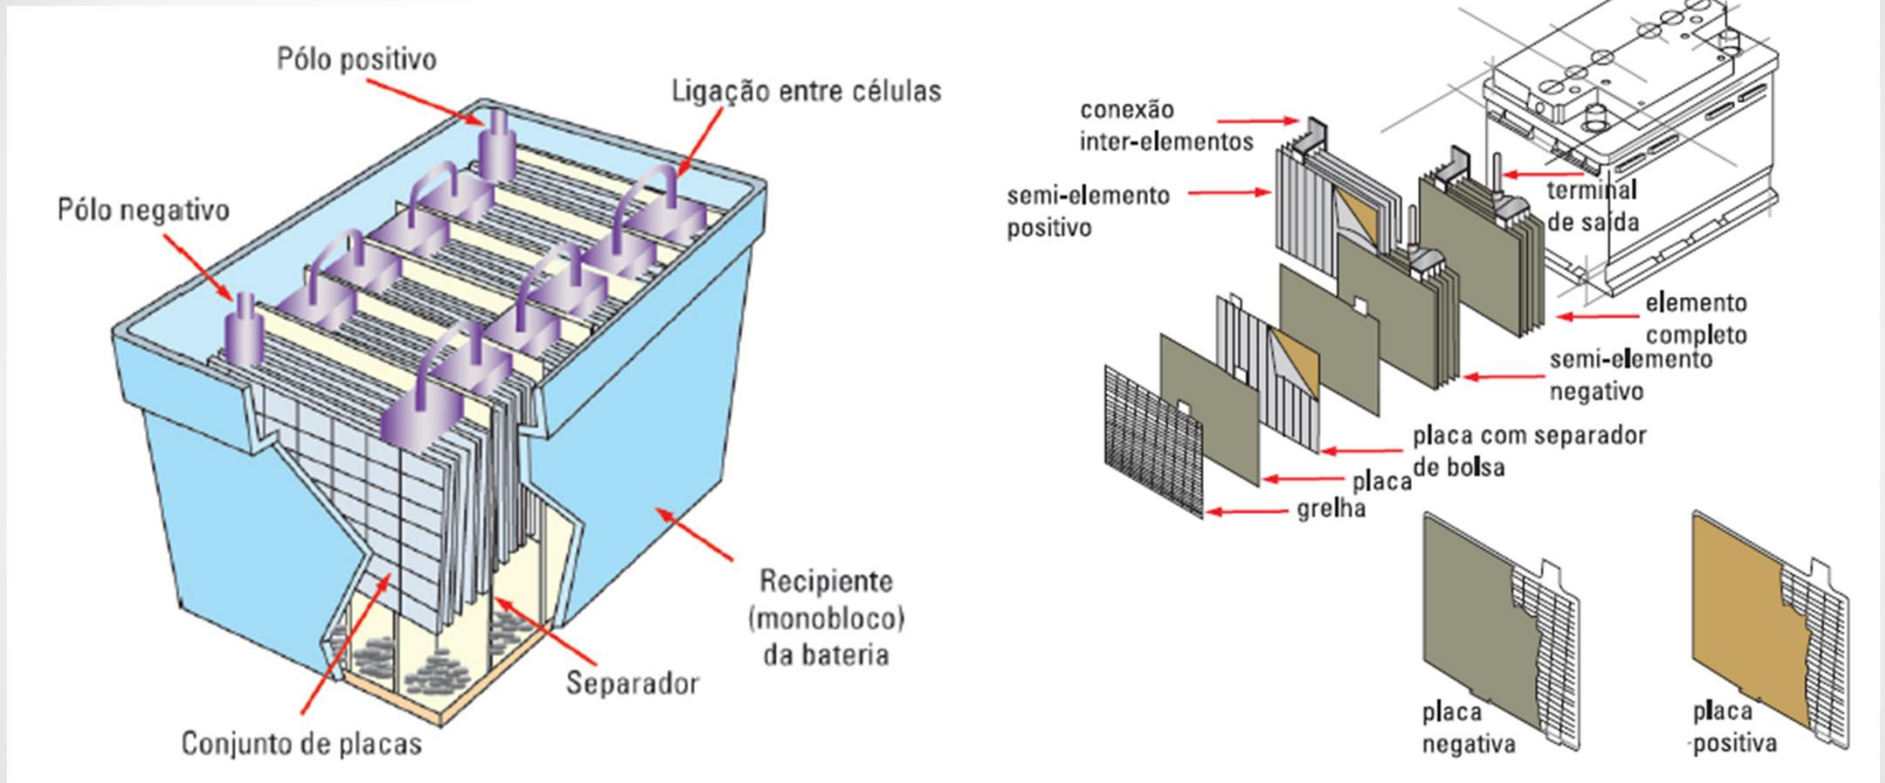 Pólo positivo
Ligação entre células
Pólo negativo
Recipiente
(monobloco)
da bateria
Separador
Conjunto de placas
conexão
inter-elementos
semi-elemento
positivo
terminal
de saída
elemento
completo
semi-elemento
negativo
placa com separador
de bolsa
placa
grelha
placa
negativa
placa
-positiva